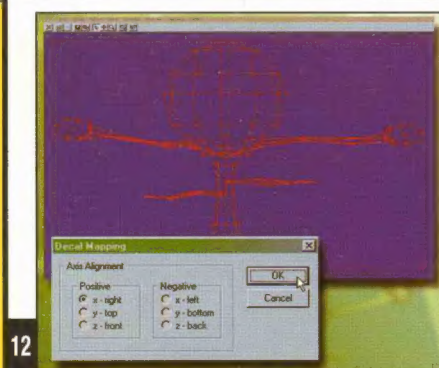 Decal Mapping
Axis Alignment
Positive
x - right
y - top
z - front
Negative
x - left
y - bottom
z - back
OK
Cancel
12